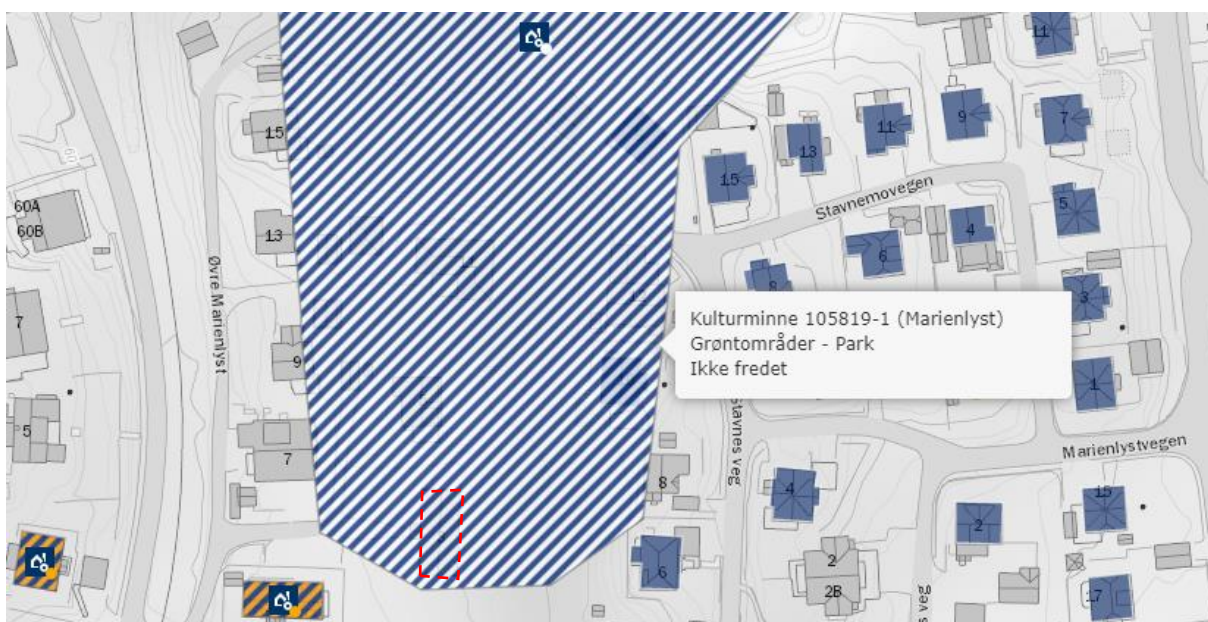 11
15
60
60A
60B
13
Øvre Marienlyst
7
9
5
7
3
15
13
11
9
7
Stavnemovegen
5
4
6
8
3
Kulturminne 105819-1 (Marienlyst)
Grøntområder - Park
Ikke fredet
1
Stavnes veg
Marienlystvegen
8
4
15
2
6
2
2B
17
s veg